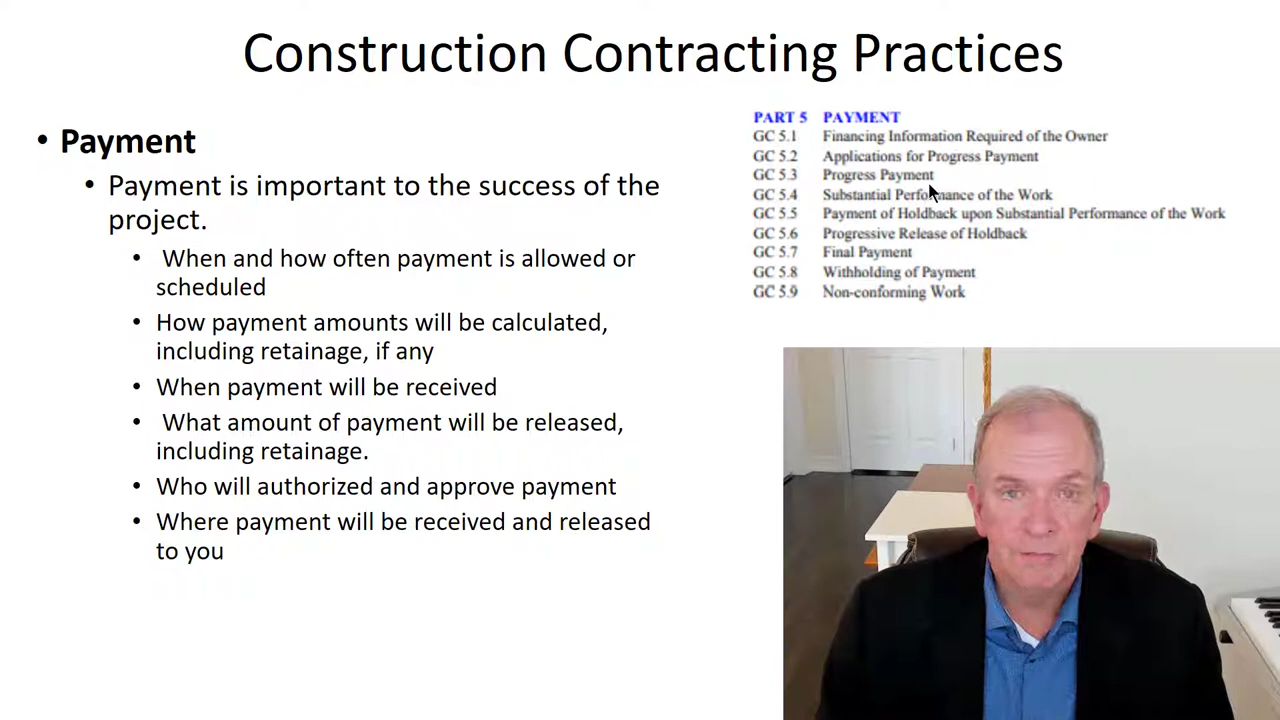 Construction Contracting Practices
• Payment
• Payment is important to the success of the
project.
• When and how often payment is allowed or
scheduled
• How payment amounts will be calculated,
including retainage, if any
• When payment will be received
• What amount of payment will be released,
including retainage.
• Who will authorized and approve payment
• Where payment will be received and released
to you
PART 5 PAYMENT
GC 5.1 Financing Information Required of the Owner
GC 5.2 Applications for Progress Payment
GC 5.3 Progress Payment
GC 5.4 Substantial Performance of the Work
GC 5.5 Payment of Holdback upon Substantial Performance of the Work
GC 5.6 Progressive Release of Holdback
GC 5.7 Final Payment
GC 5.8 Withholding of Payment
GC 5.9 Non-conforming Work